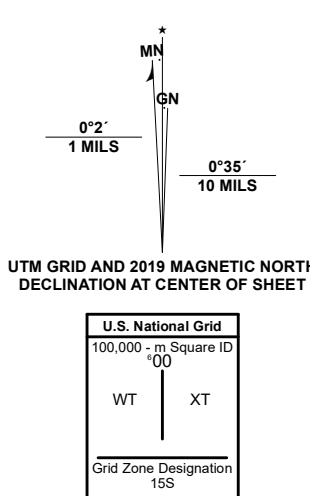 ★
MN
GN
0°2´
1 MILS
0°35´
10 MILS
UTM GRID AND 2019 MAGNETIC NORTH
DECLINATION AT CENTER OF SHEET
U.S. National Grid
100,000 - m Square ID
⁶00
WT XT
Grid Zone Designation
15S